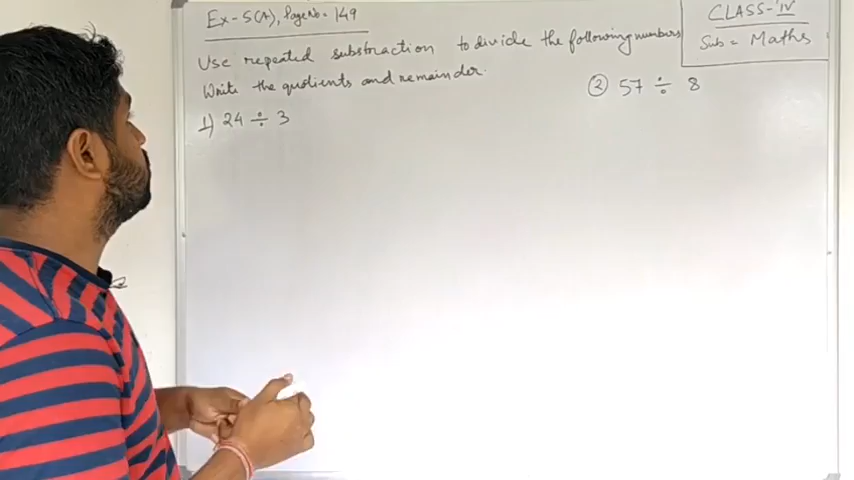 Ex-5(A), Page No. 149
CLASS-IV
Sub = Maths
Use repeated substraction to divide the following numbers
Write the quotients and remainder.
1) 24 ÷ 3
② 57 ÷ 8